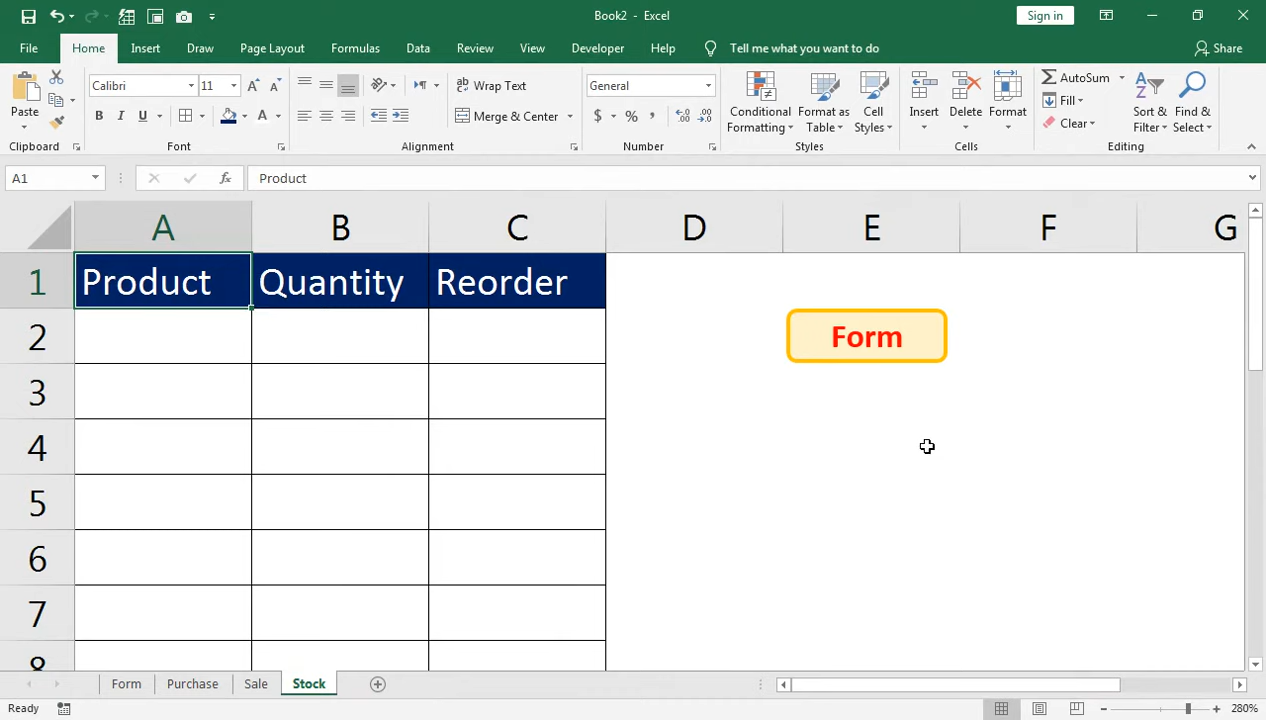 Book2 - Excel
Sign in
File Home Insert Draw Page Layout Formulas Data Review View Developer Help Tell me what you want to do Share
Paste
Calibri 11
Wrap Text
General
Conditional Formatting
Format as Table
Cell Styles
Insert Delete Format
AutoSum
Fill
Clear
Sort & Filter
Find & Select
B I U A
Merge & Center
$ % ,
Clipboard Font Alignment Number Styles Cells Editing
A1 fx Product
A B C D E F G
1 Product Quantity Reorder
2 Form
3
4
5
6
7
8
Form Purchase Sale Stock
Ready 280%